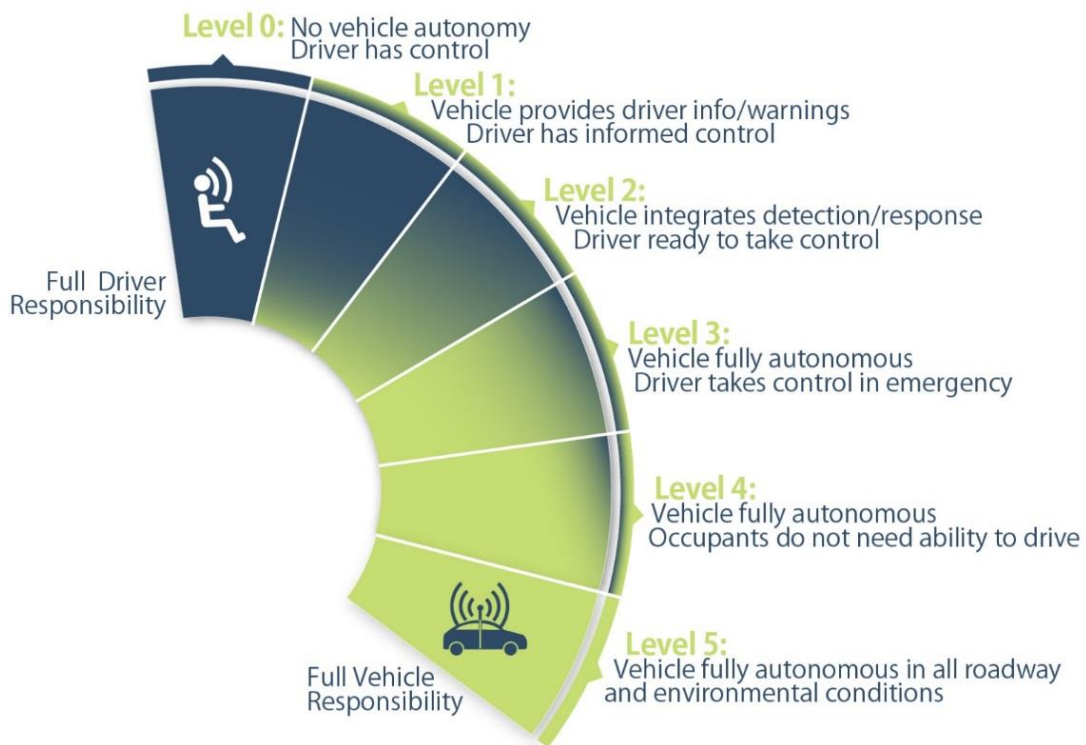 Level 0: No vehicle autonomy
Driver has control
Level 1:
Vehicle provides driver info/warnings
Driver has informed control
Level 2:
Vehicle integrates detection/response
Driver ready to take control
Full Driver
Responsibility
Level 3:
Vehicle fully autonomous
Driver takes control in emergency
Level 4:
Vehicle fully autonomous
Occupants do not need ability to drive
Level 5:
Vehicle fully autonomous in all roadway
and environmental conditions
Full Vehicle
Responsibility